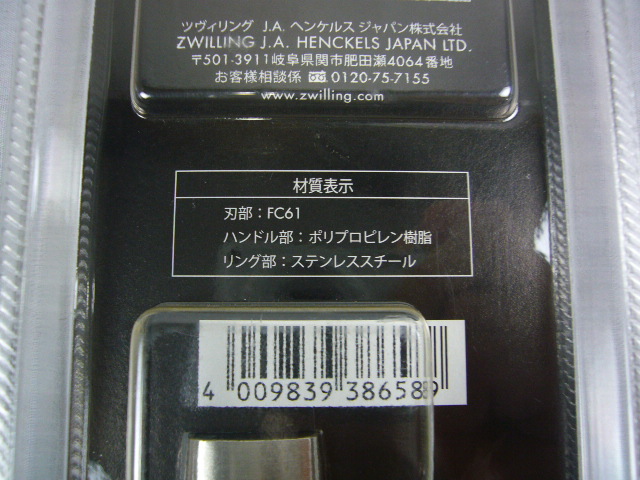 ツヴィリング J.A. ヘンケルス ジャパン株式会社
ZWILLING J.A. HENCKELS JAPAN LTD.
〒501-3911岐阜県関市肥田瀬4064番地
お客様相談係 0120-75-7155
www.zwilling.com
材質表示
刃部：FC61
ハンドル部：ポリプロピレン樹脂
リング部：ステンレススチール
4 009839 386589